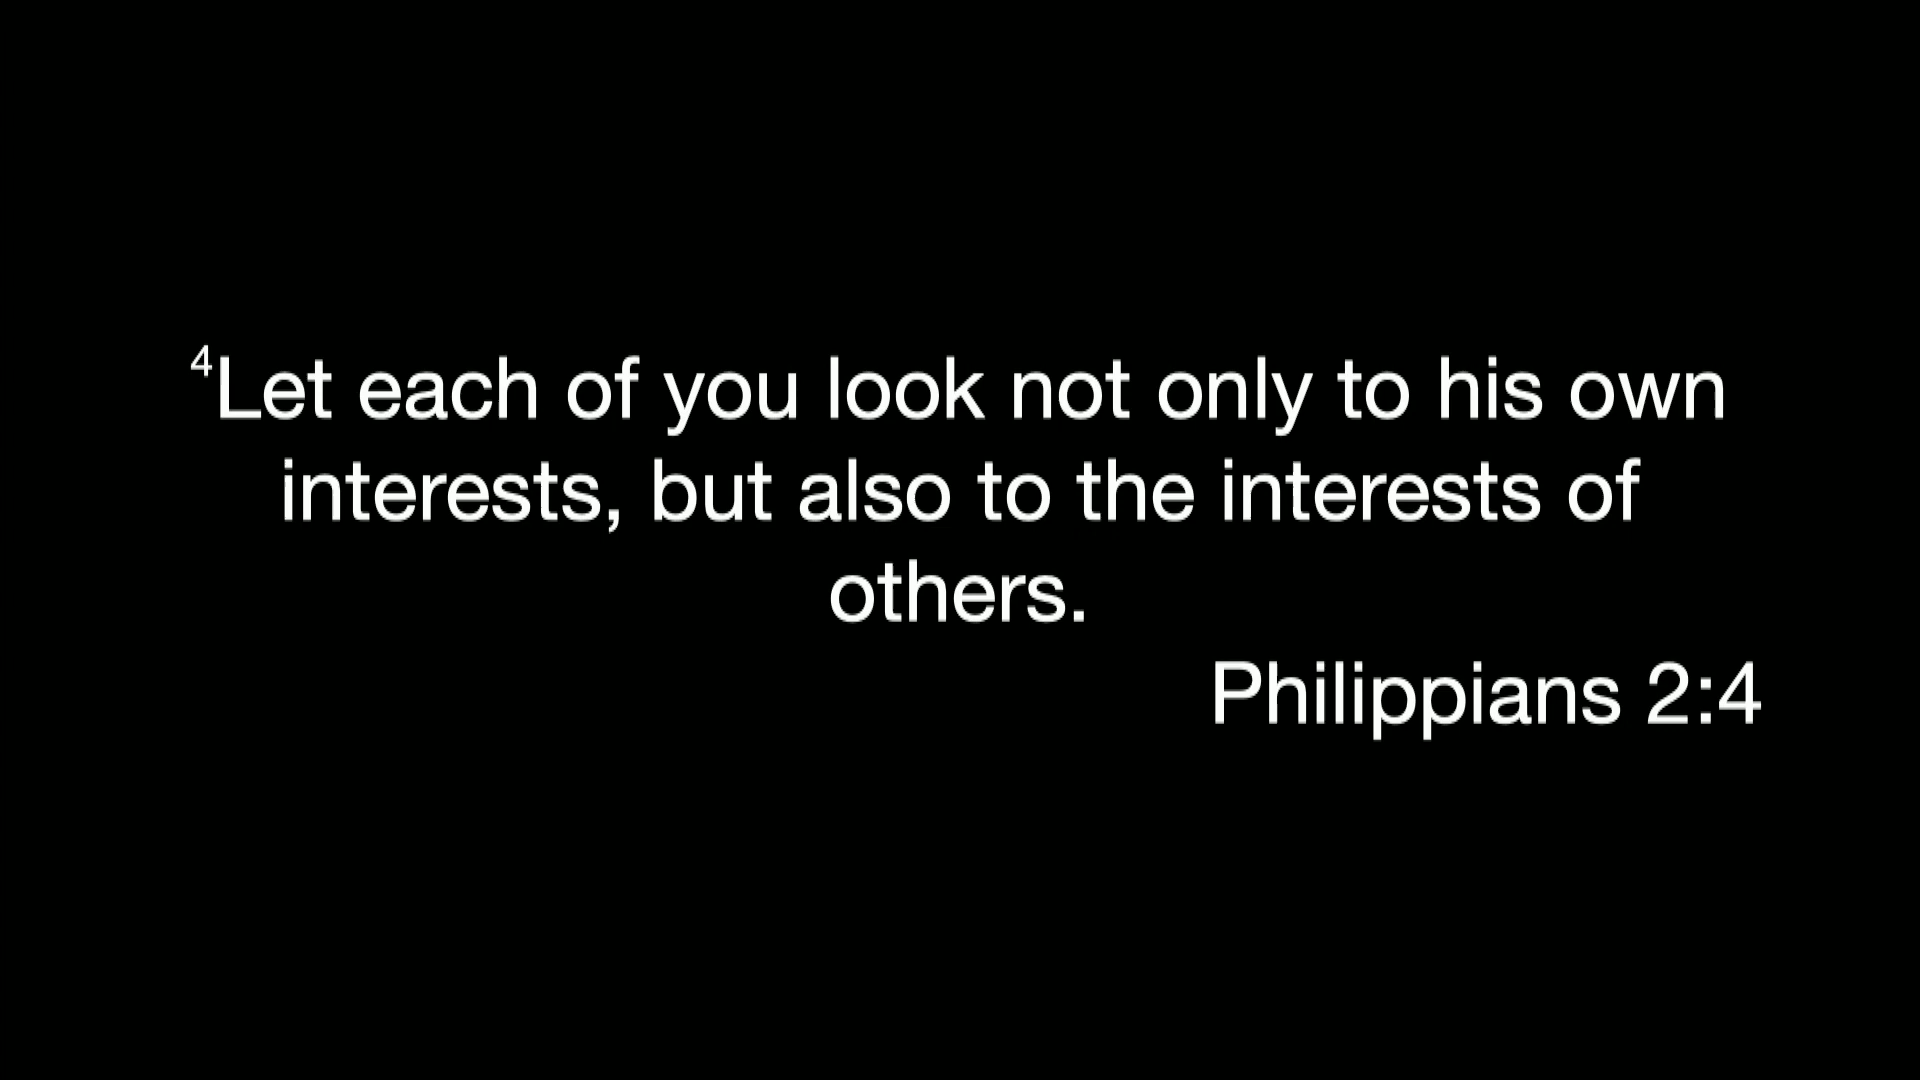 ⁴Let each of you look not only to his own
interests, but also to the interests of
others.
Philippians 2:4